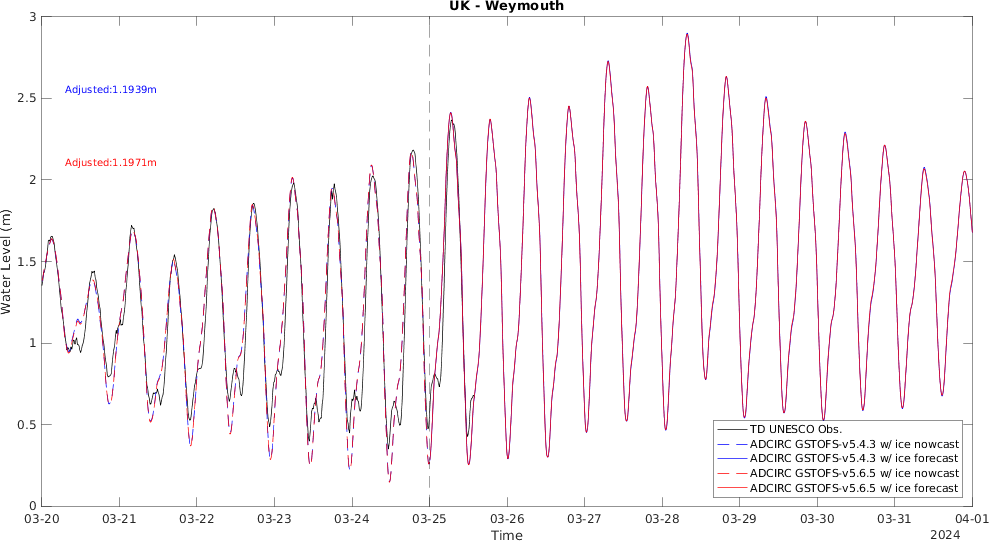 UK - Weymouth
3
2.5
2
1.5
1
0.5
0
Water Level (m)
Adjusted:1.1939m
Adjusted:1.1971m
TD UNESCO Obs.
ADCIRC GSTOFS-v5.4.3 w/ ice nowcast
ADCIRC GSTOFS-v5.4.3 w/ ice forecast
ADCIRC GSTOFS-v5.6.5 w/ ice nowcast
ADCIRC GSTOFS-v5.6.5 w/ ice forecast
03-20 03-21 03-22 03-23 03-24 03-25 03-26 03-27 03-28 03-29 03-30 03-31 04-01
Time
2024